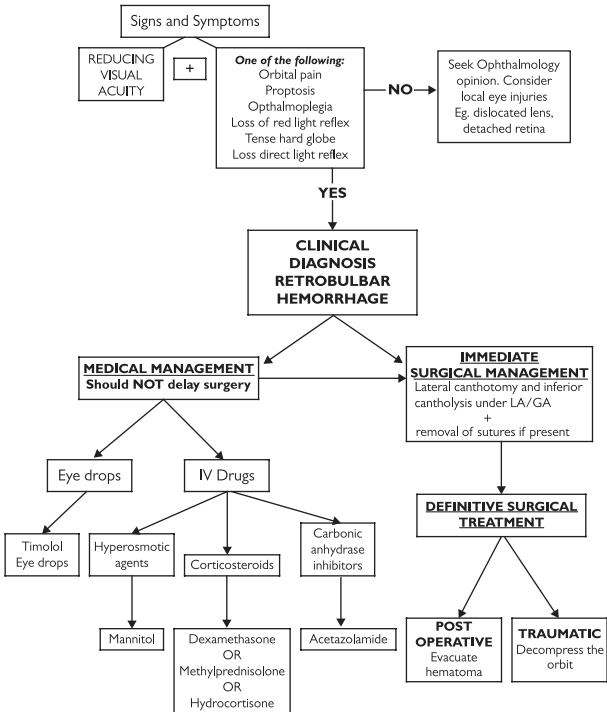 Signs and Symptoms
REDUCING
VISUAL
ACUITY
+
One of the following:
Orbital pain
Proptosis
Opthalmoplegia
Loss of red light reflex
Tense hard globe
Loss direct light reflex
NO
Seek Ophthalmology
opinion. Consider
local eye injuries
Eg. dislocated lens,
detached retina
YES
CLINICAL
DIAGNOSIS
RETROBULBAR
HEMORRHAGE
MEDICAL MANAGEMENT
Should NOT delay surgery
IMMEDIATE
SURGICAL MANAGEMENT
Lateral canthotomy and inferior
cantholysis under LA/GA
+
removal of sutures if present
Eye drops
IV Drugs
DEFINITIVE SURGICAL
TREATMENT
Timolol
Eye drops
Hyperosmotic
agents
Corticosteroids
Carbonic
anhydrase
inhibitors
Mannitol
Dexamethasone
OR
Methylprednisolone
OR
Hydrocortisone
Acetazolamide
POST
OPERATIVE
Evacuate
hematoma
TRAUMATIC
Decompress the
orbit